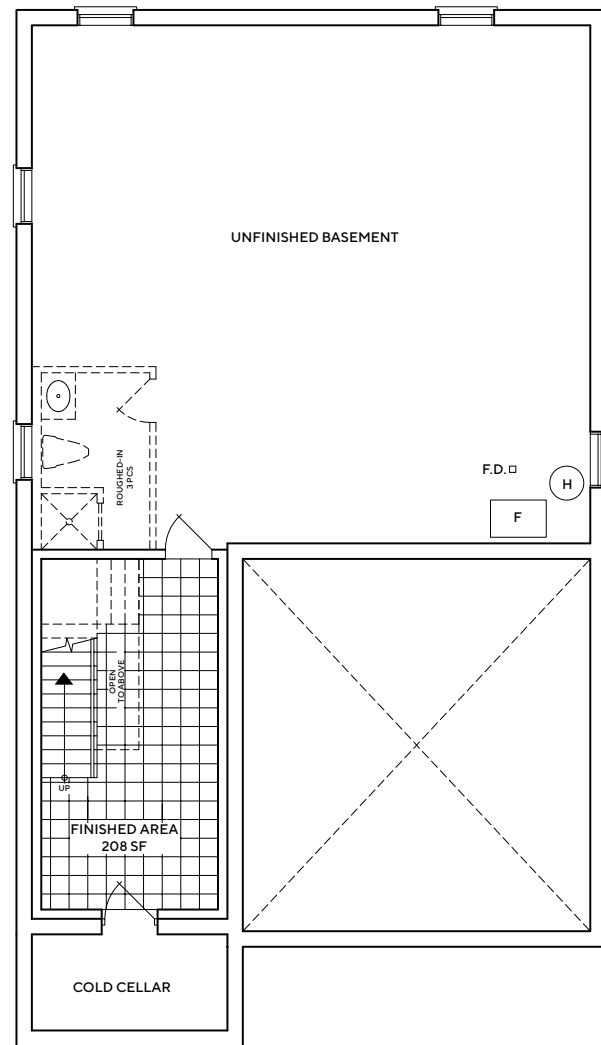 UNFINISHED BASEMENT
ROUGHED-IN
3 PCS
F.D.
H
F
OPEN
TO ABOVE
UP
FINISHED AREA
208 SF
COLD CELLAR